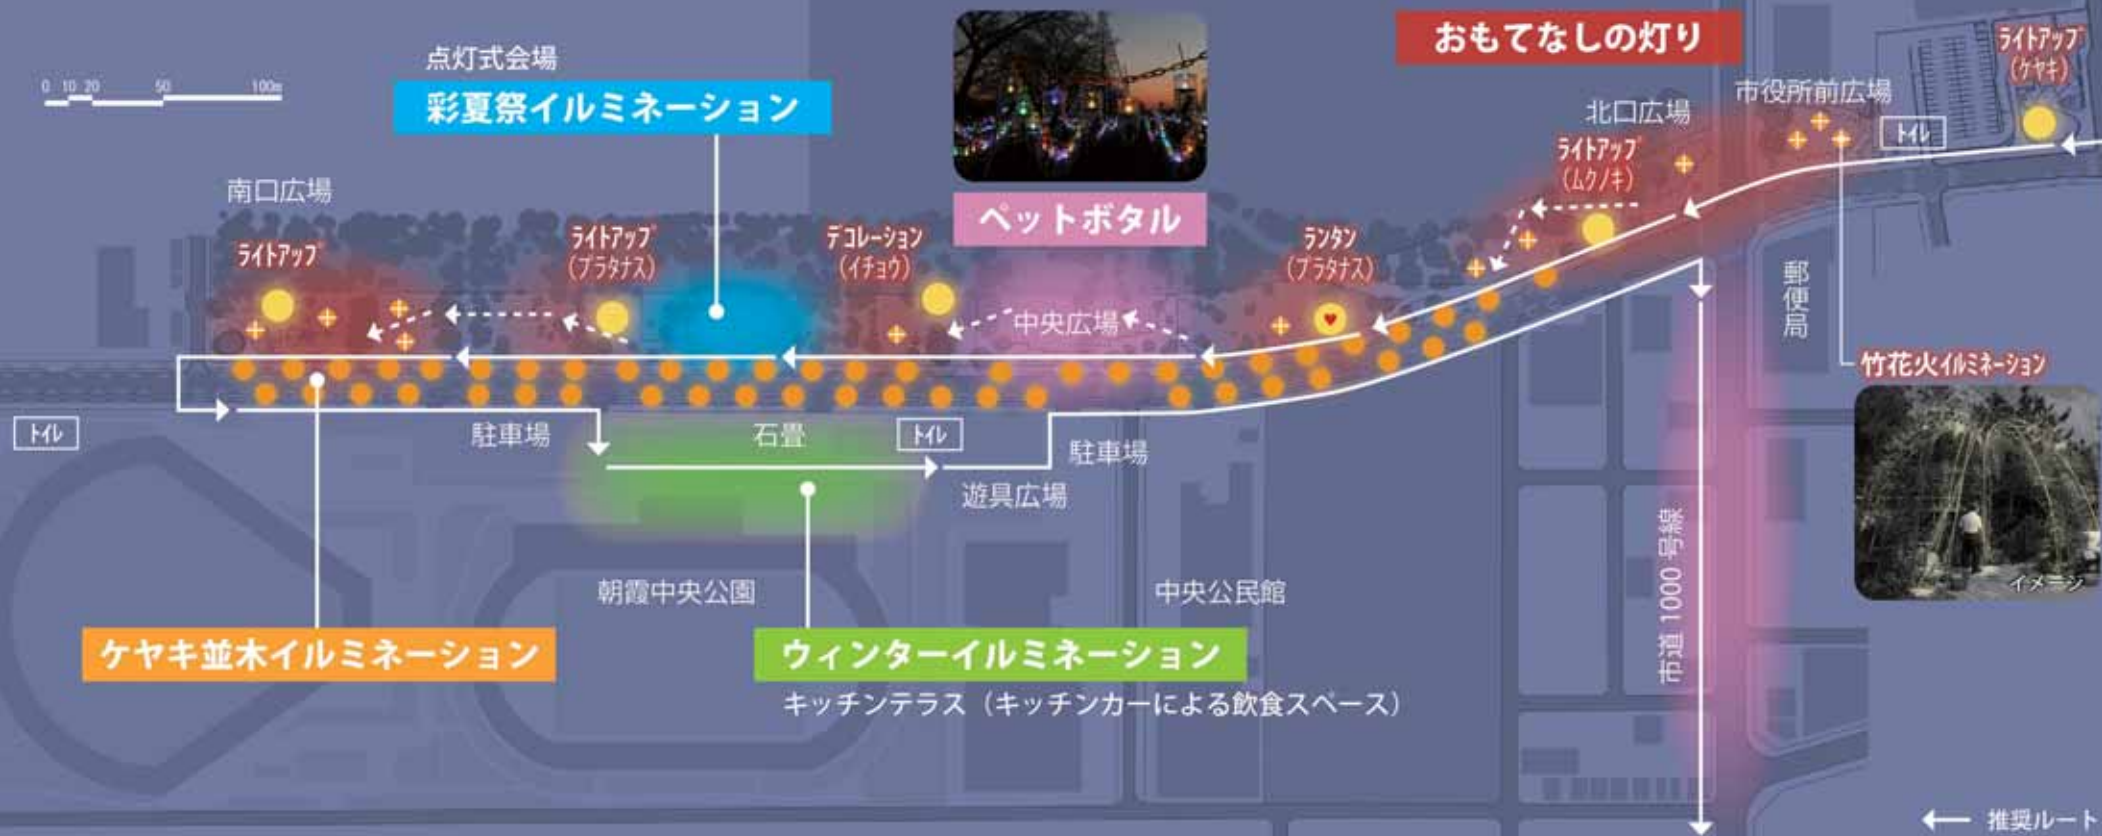 おもてなしの灯り
ライトアップ
(ケヤキ)
点灯式会場
彩夏祭イルミネーション
0 10 20 50 100m
市役所前広場
北口広場
トイレ
ライトアップ
(ムクノキ)
南口広場
ペットボタル
ライトアップ
ライトアップ
(プラタナス)
デコレーション
(イチョウ)
ランタン
(プラタナス)
郵便局
中央広場
竹花火イルミネーション
トイレ
駐車場
石畳
トイレ
駐車場
遊具広場
市道 1000 号線
イメージ
朝霞中央公園
中央公民館
ケヤキ並木イルミネーション
ウィンターイルミネーション
キッチンテラス（キッチンカーによる飲食スペース）
推奨ルート